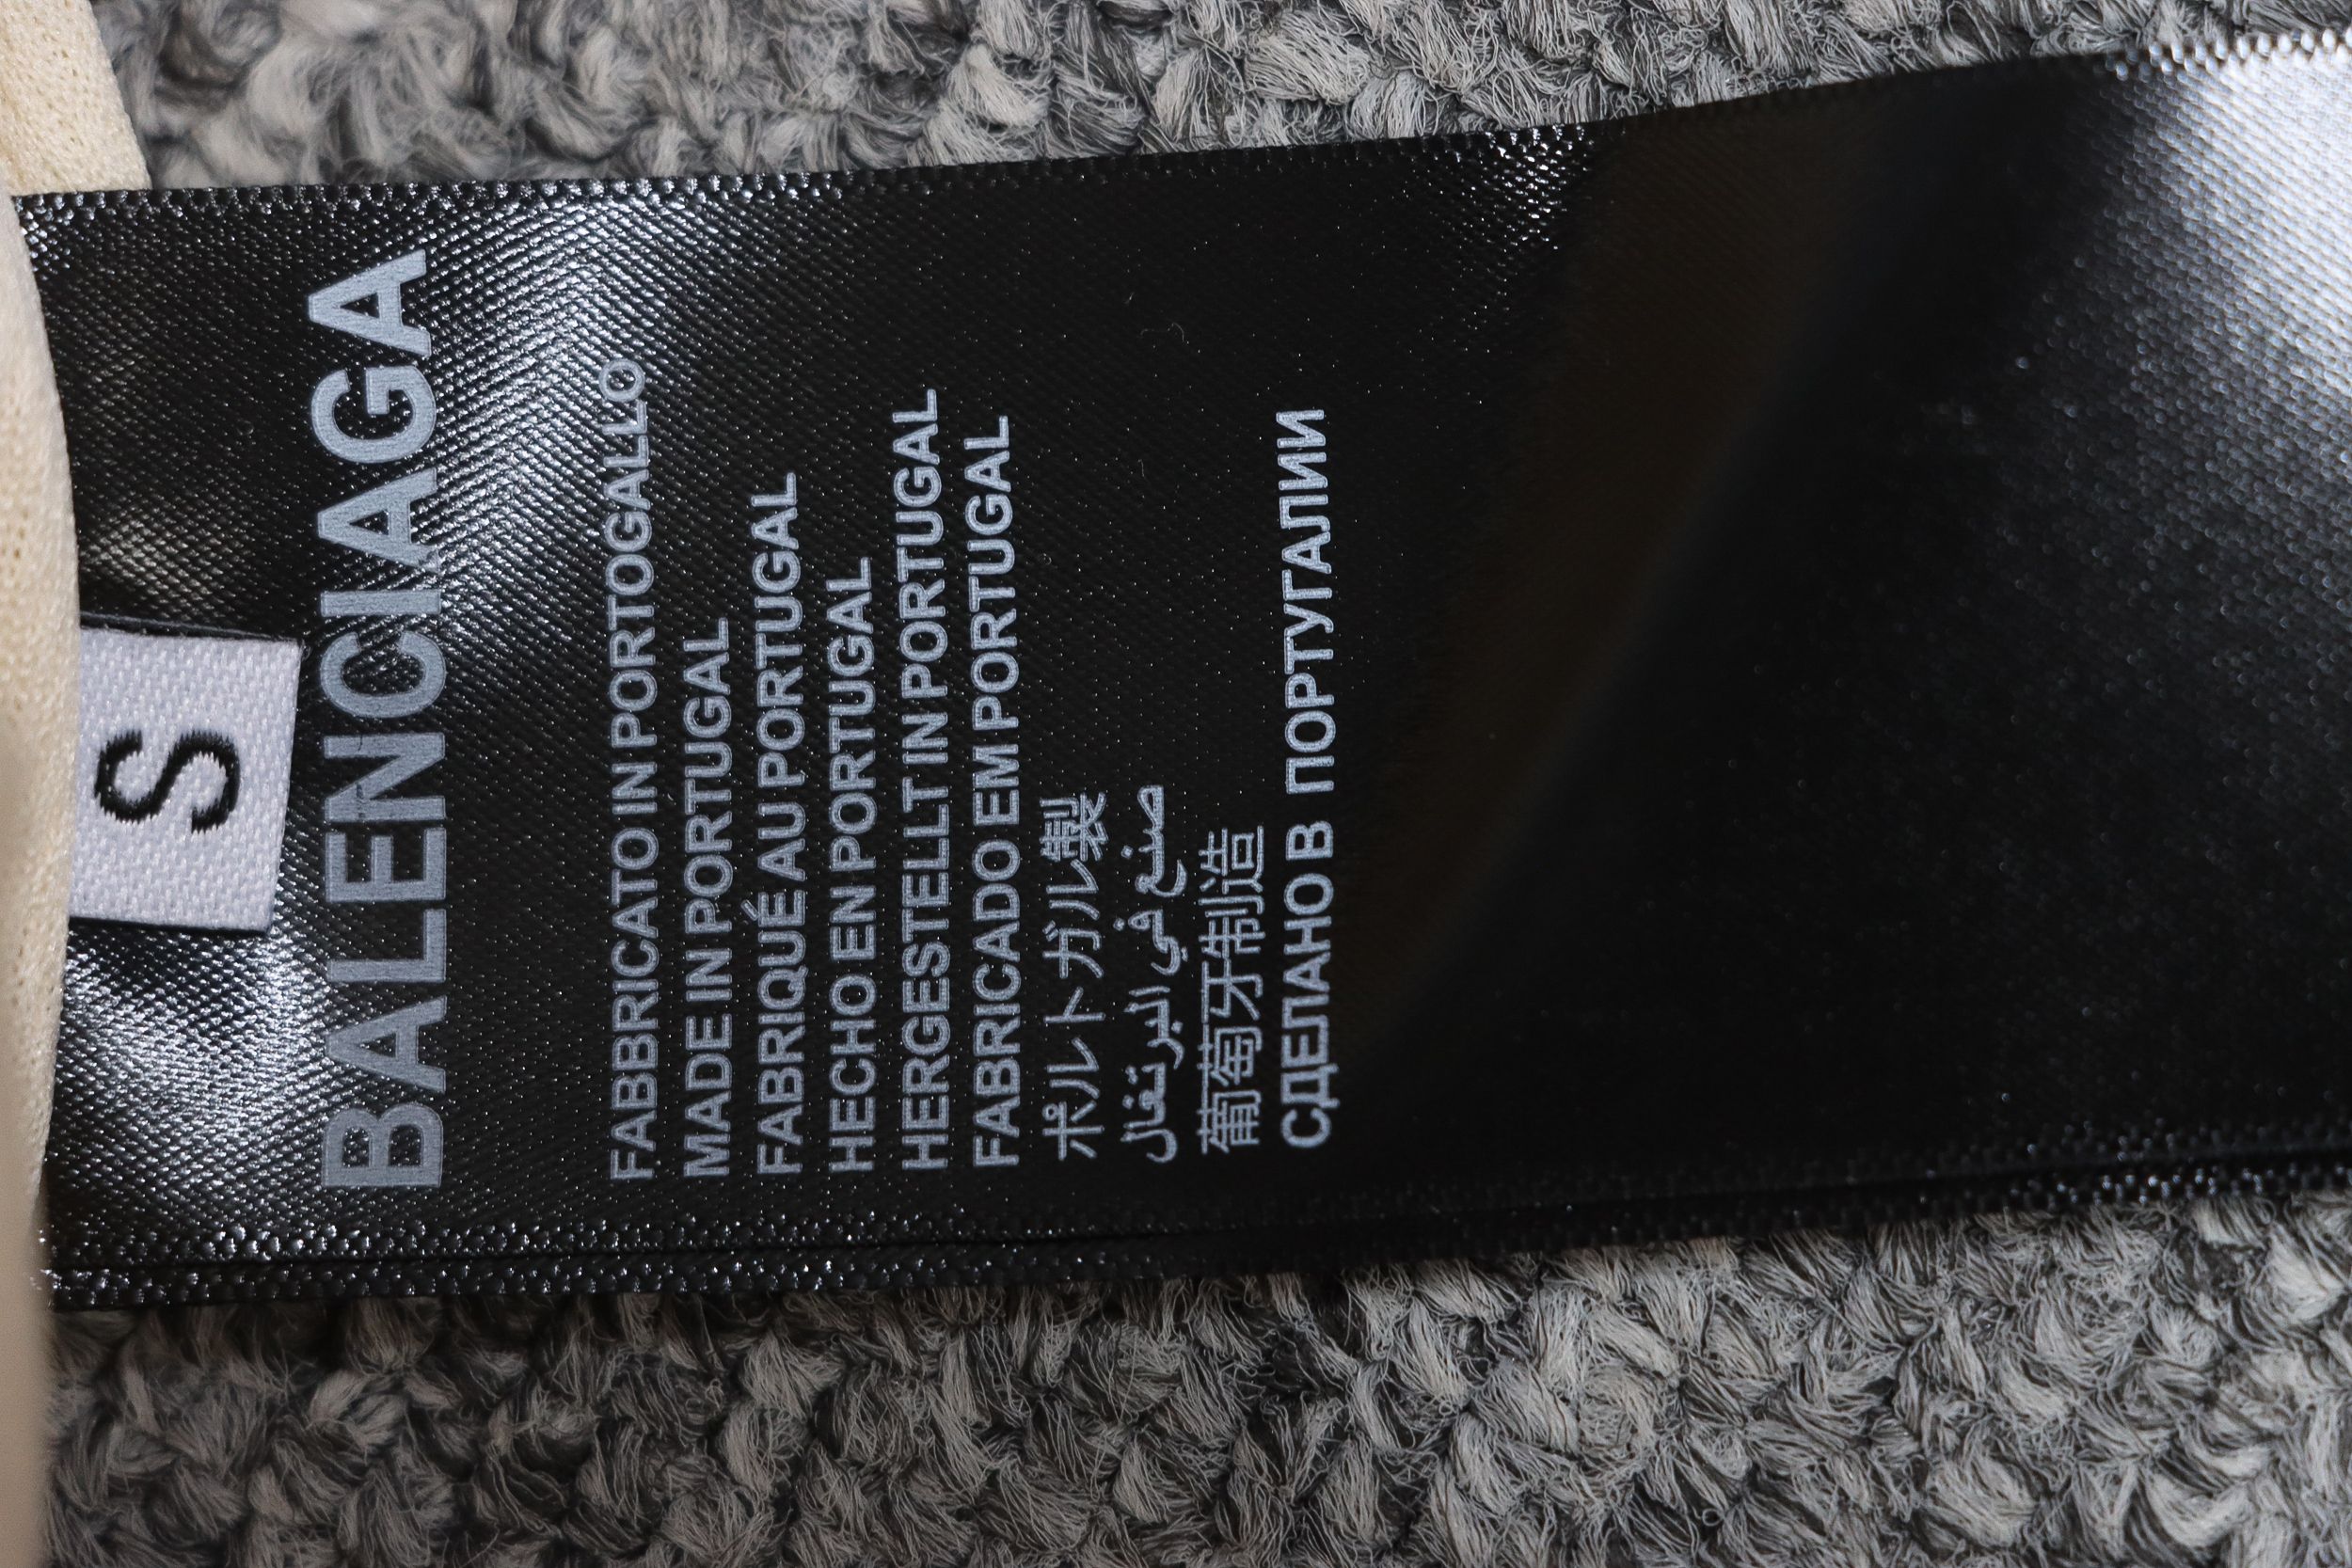 S
BALENCIAGA
FABBRICATO IN PORTOGALLO
MADE IN PORTUGAL
FABRIQUÉ AU PORTUGAL
HECHO EN PORTUGAL
HERGESTELLT IN PORTUGAL
FABRICADO EM PORTUGAL
ポルトガル製
صنع في البرتغال
葡萄牙制造
СДЕЛАНО В ПОРТУГАЛИИ